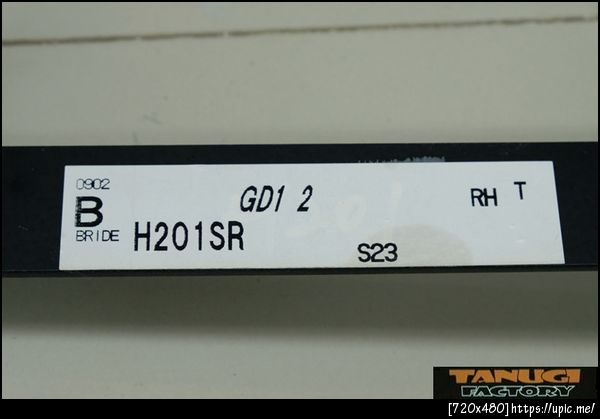 0902
B
BRIDE
GD1 2
H201SR
RH T
S23
TANUGI
FACTORY
[720x480]https://upic.me/